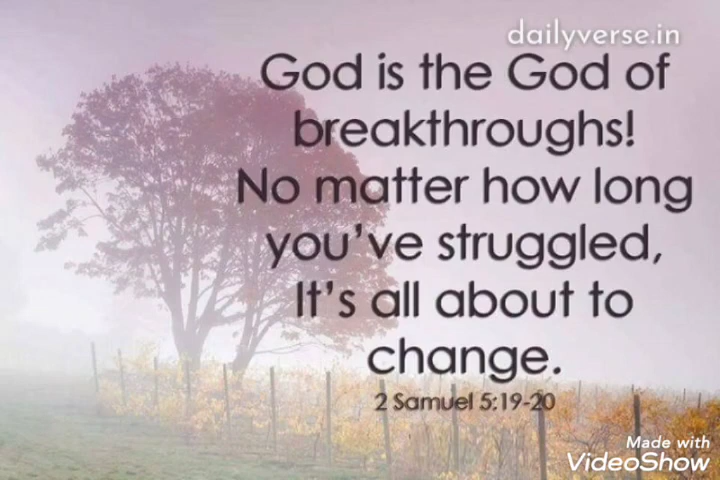 dailyverse.in
God is the God of
breakthroughs!
No matter how long
you've struggled,
It's all about to
change.
2 Samuel 5:19-20
Made with
VideoShow